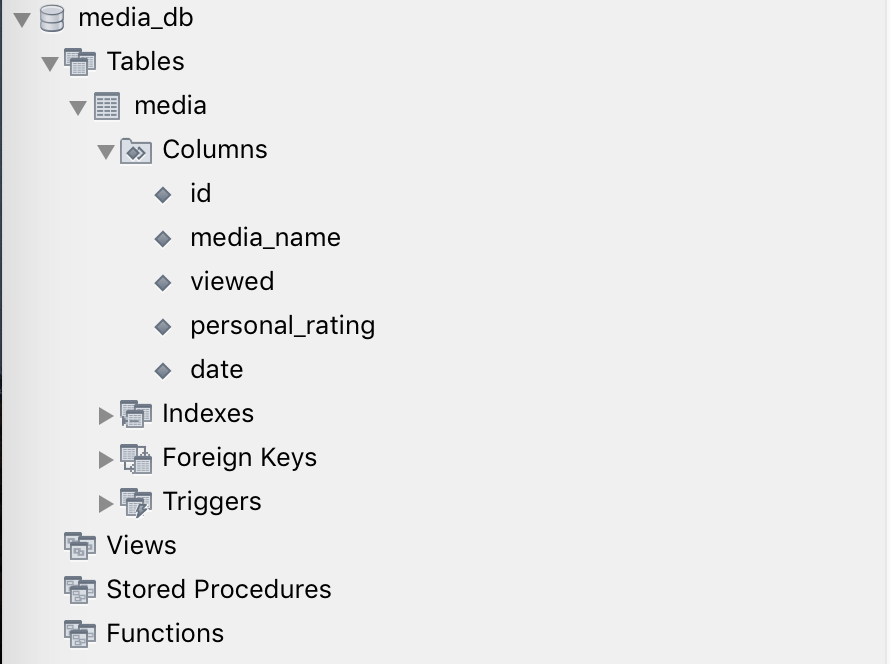 media_db
Tables
media
Columns
id
media_name
viewed
personal_rating
date
Indexes
Foreign Keys
Triggers
Views
Stored Procedures
Functions